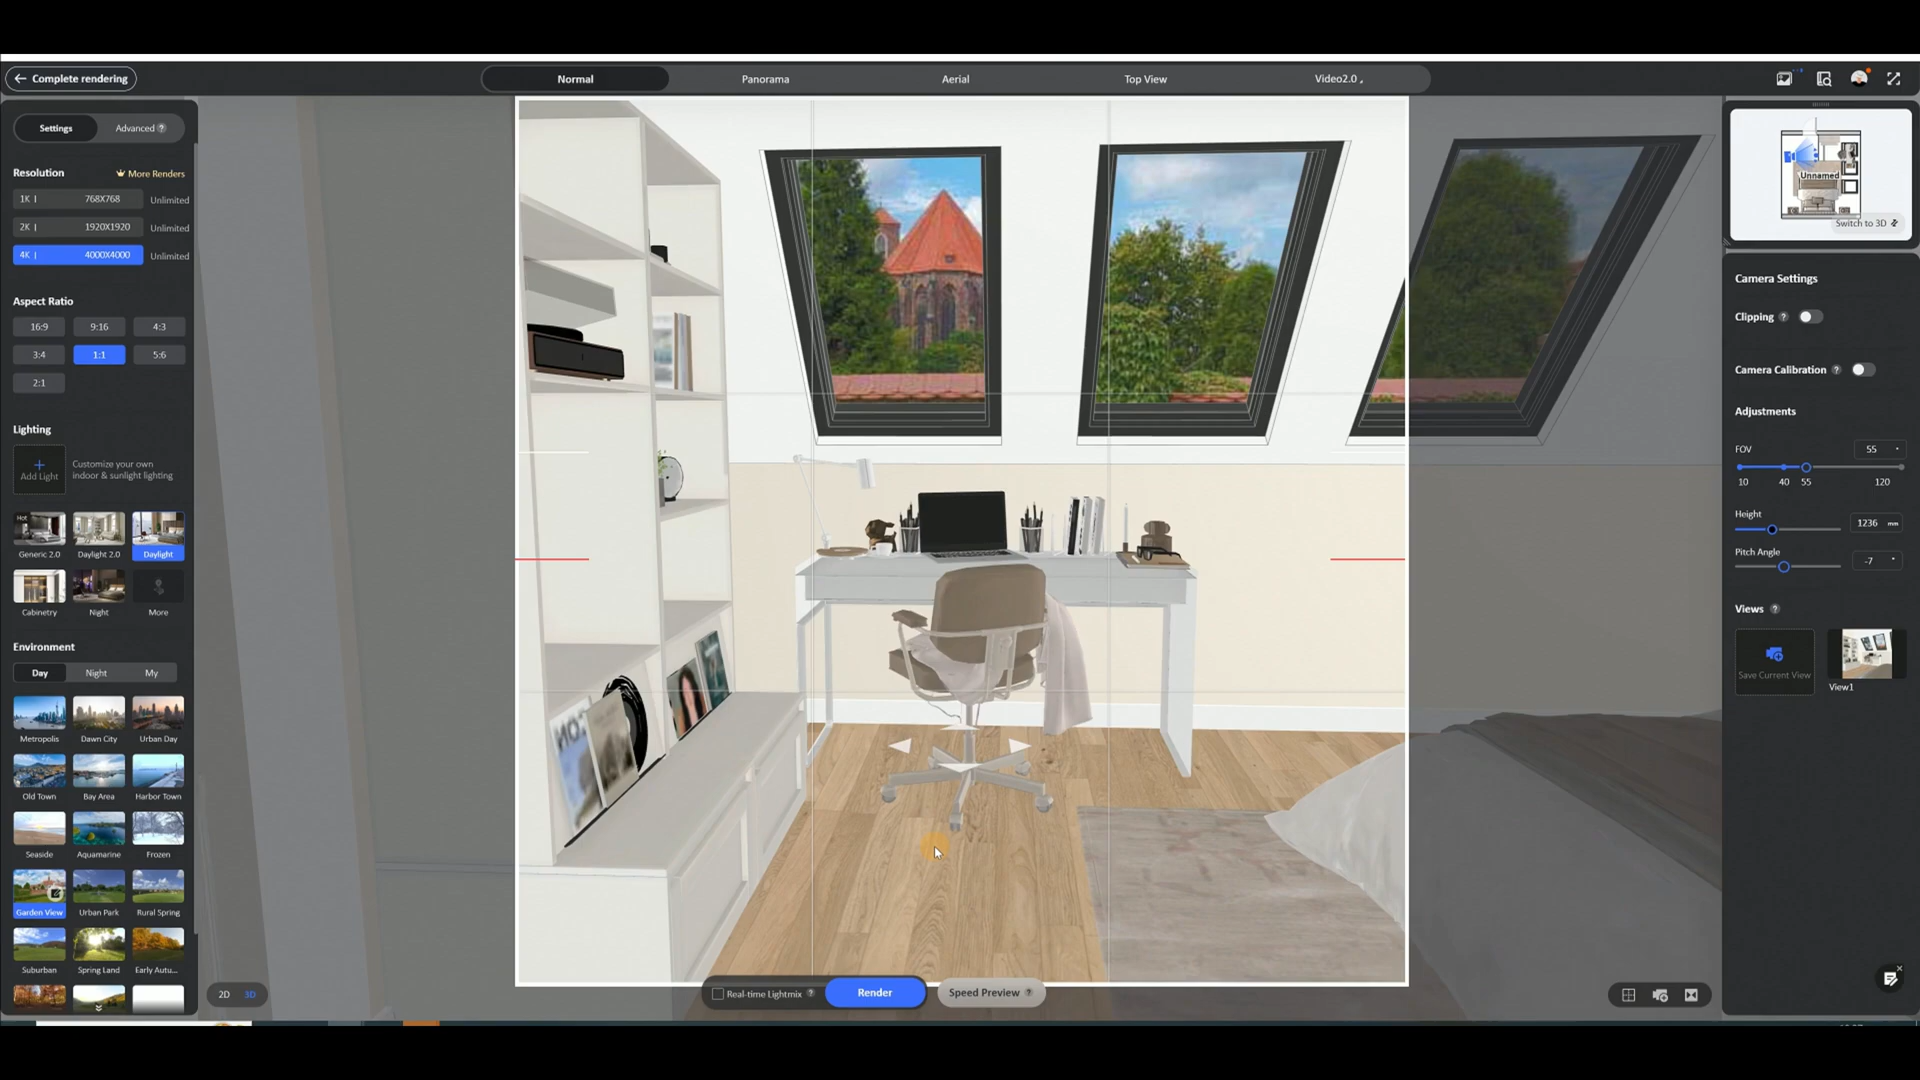 Complete rendering
Normal
Panorama
Aerial
Top View
Video2.0
Settings
Advanced ?
Resolution
More Renders
1K | 768X768 Unlimited
2K | 1920X1920 Unlimited
4K | 4000X4000 Unlimited
Aspect Ratio
16:9 9:16 4:3
3:4 1:1 5:6
2:1
Lighting
+
Add Light
Customize your own
indoor & sunlight lighting
Hot
Generic 2.0 Daylight 2.0 Daylight
Cabinetry Night More
Environment
Day Night My
Metropolis Dawn City Urban Day
Old Town Bay Area Harbor Town
Seaside Aquamarine Frozen
Garden View Urban Park Rural Spring
Suburban Spring Land Early Autu...
2D 3D
Real-time Lightmix ?
Render
Speed Preview ?
Unnamed
Switch to 3D
Camera Settings
Clipping ?
Camera Calibration ?
Adjustments
FOV 55
10 40 55 120
Height
1236 mm
Pitch Angle
-7
Views ?
Save Current View
View1